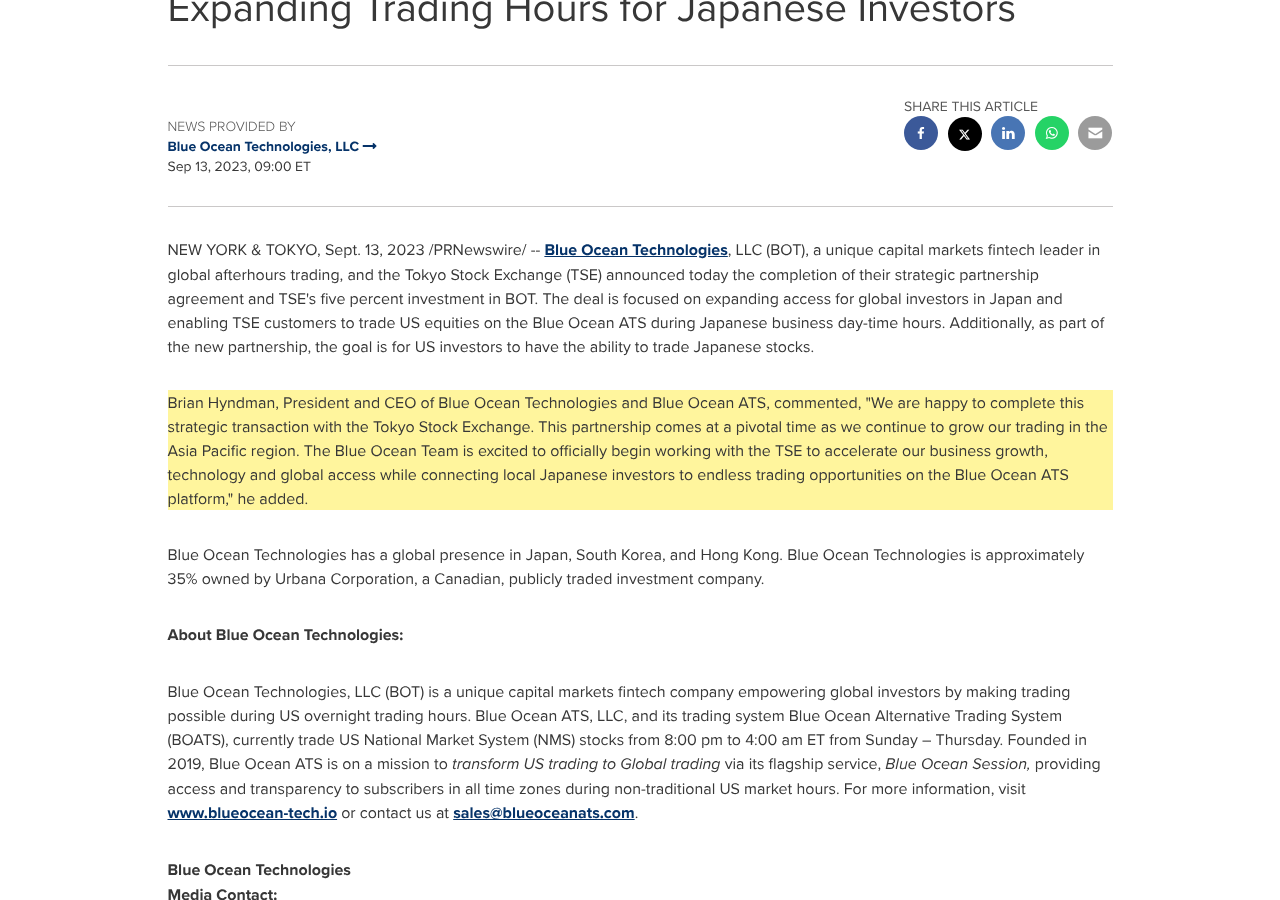 Expanding Trading Hours for Japanese Investors
SHARE THIS ARTICLE
NEWS PROVIDED BY
Blue Ocean Technologies, LLC →
Sep 13, 2023, 09:00 ET
NEW YORK & TOKYO, Sept. 13, 2023 /PRNewswire/ -- Blue Ocean Technologies, LLC (BOT), a unique capital markets fintech leader in
global afterhours trading, and the Tokyo Stock Exchange (TSE) announced today the completion of their strategic partnership
agreement and TSE's five percent investment in BOT. The deal is focused on expanding access for global investors in Japan and
enabling TSE customers to trade US equities on the Blue Ocean ATS during Japanese business day-time hours. Additionally, as part of
the new partnership, the goal is for US investors to have the ability to trade Japanese stocks.
Brian Hyndman, President and CEO of Blue Ocean Technologies and Blue Ocean ATS, commented, "We are happy to complete this
strategic transaction with the Tokyo Stock Exchange. This partnership comes at a pivotal time as we continue to grow our trading in the
Asia Pacific region. The Blue Ocean Team is excited to officially begin working with the TSE to accelerate our business growth,
technology and global access while connecting local Japanese investors to endless trading opportunities on the Blue Ocean ATS
platform," he added.
Blue Ocean Technologies has a global presence in Japan, South Korea, and Hong Kong. Blue Ocean Technologies is approximately
35% owned by Urbana Corporation, a Canadian, publicly traded investment company.
About Blue Ocean Technologies:
Blue Ocean Technologies, LLC (BOT) is a unique capital markets fintech company empowering global investors by making trading
possible during US overnight trading hours. Blue Ocean ATS, LLC, and its trading system Blue Ocean Alternative Trading System
(BOATS), currently trade US National Market System (NMS) stocks from 8:00 pm to 4:00 am ET from Sunday – Thursday. Founded in
2019, Blue Ocean ATS is on a mission to transform US trading to Global trading via its flagship service, Blue Ocean Session, providing
access and transparency to subscribers in all time zones during non-traditional US market hours. For more information, visit
www.blueocean-tech.io or contact us at sales@blueoceanats.com.
Blue Ocean Technologies
Media Contact: